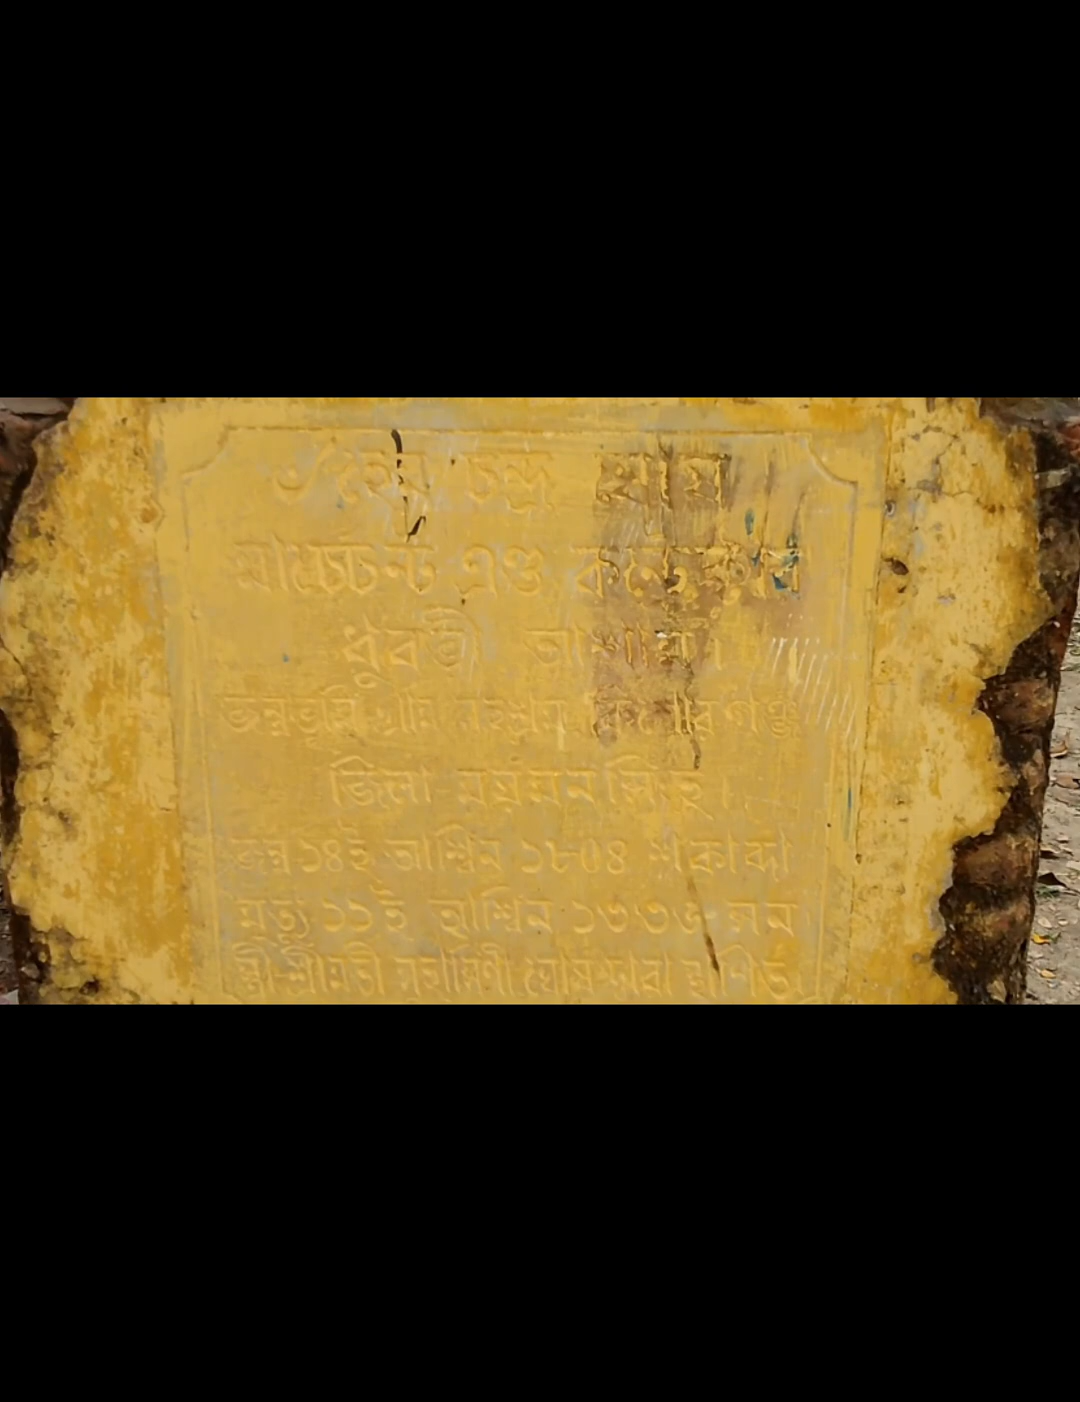 ঁহেম চন্দ্র ঘোষ
মার্চ্চেন্ট এণ্ড কন্ট্রেক্টার
ধুবড়ী আসাম।
জন্মভূমি গ্রাম কিশোরগঞ্জ
জিলা ময়মনসিংহ।
জন্ম ১৪ই আশ্বিন ১৮০৪ শকাব্দা
মৃত্যু ১১ই আশ্বিন ১৩৩৬ সন
স্ত্রী শ্রীমতী সুহাসিণী ঘোষ দ্বারা স্থাপিত